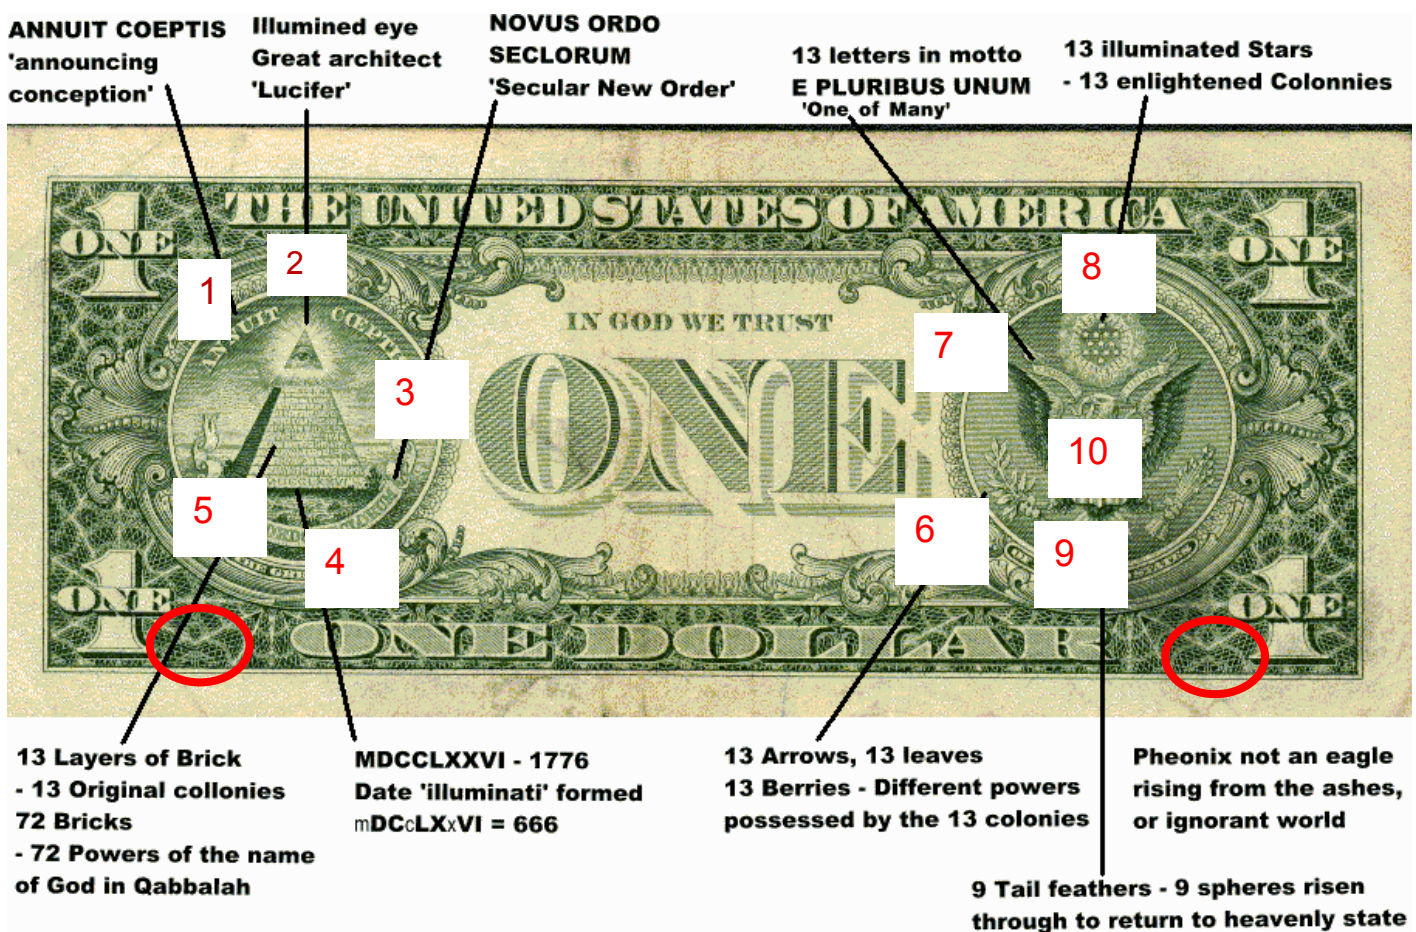 ANNUIT COEPTIS
'announcing
conception'
Illumined eye
Great architect
'Lucifer'
NOVUS ORDO
SECLORUM
'Secular New Order'
13 letters in motto
E PLURIBUS UNUM
'One of Many'
13 illuminated Stars
- 13 enlightened Colonnies
THE UNITED STATES OF AMERICA
1
ONE
1
ONE
1
2
3
4
5
6
7
8
9
10
IN GOD WE TRUST
ONE
1
ONE
1
ONE
ONE DOLLAR
13 Layers of Brick
- 13 Original collonies
72 Bricks
- 72 Powers of the name
of God in Qabbalah
MDCCLXXVI - 1776
Date 'illuminati' formed
mDCcLXxVI = 666
13 Arrows, 13 leaves
13 Berries - Different powers
possessed by the 13 colonies
Pheonix not an eagle
rising from the ashes,
or ignorant world
9 Tail feathers - 9 spheres risen
through to return to heavenly state